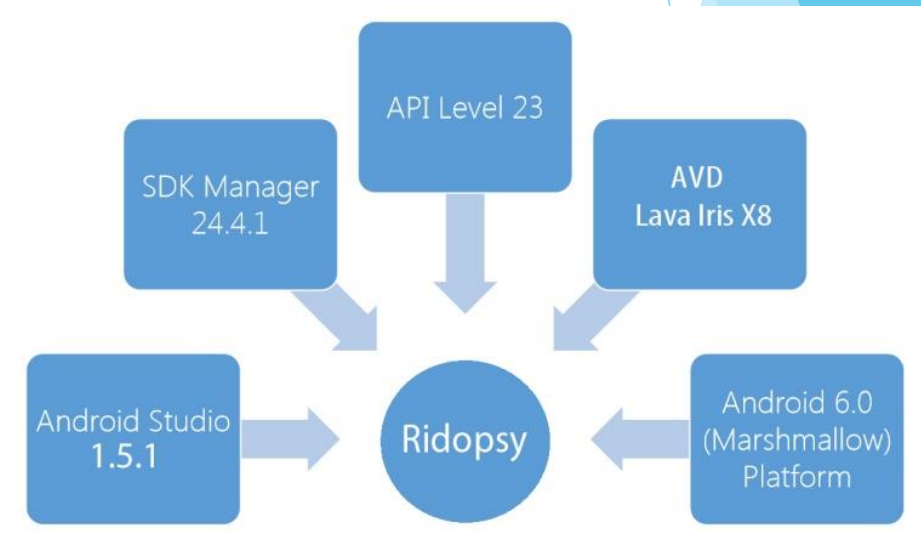 API Level 23
SDK Manager
24.4.1
AVD
Lava Iris X8
Android Studio
1.5.1
Ridopsy
Android 6.0
(Marshmallow)
Platform